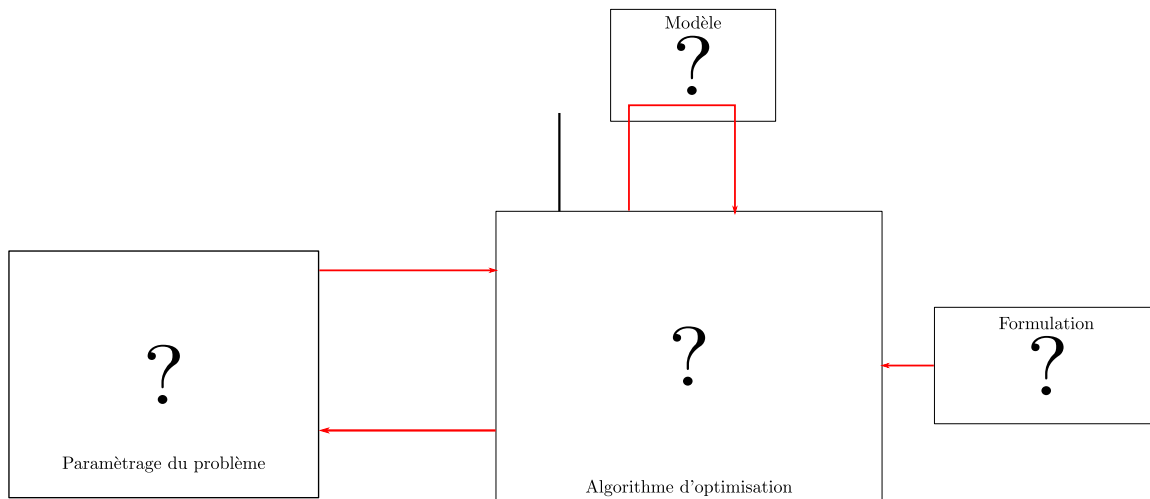 Modèle
?
?
Formulation
?
?
Paramètrage du problème
Algorithme d'optimisation